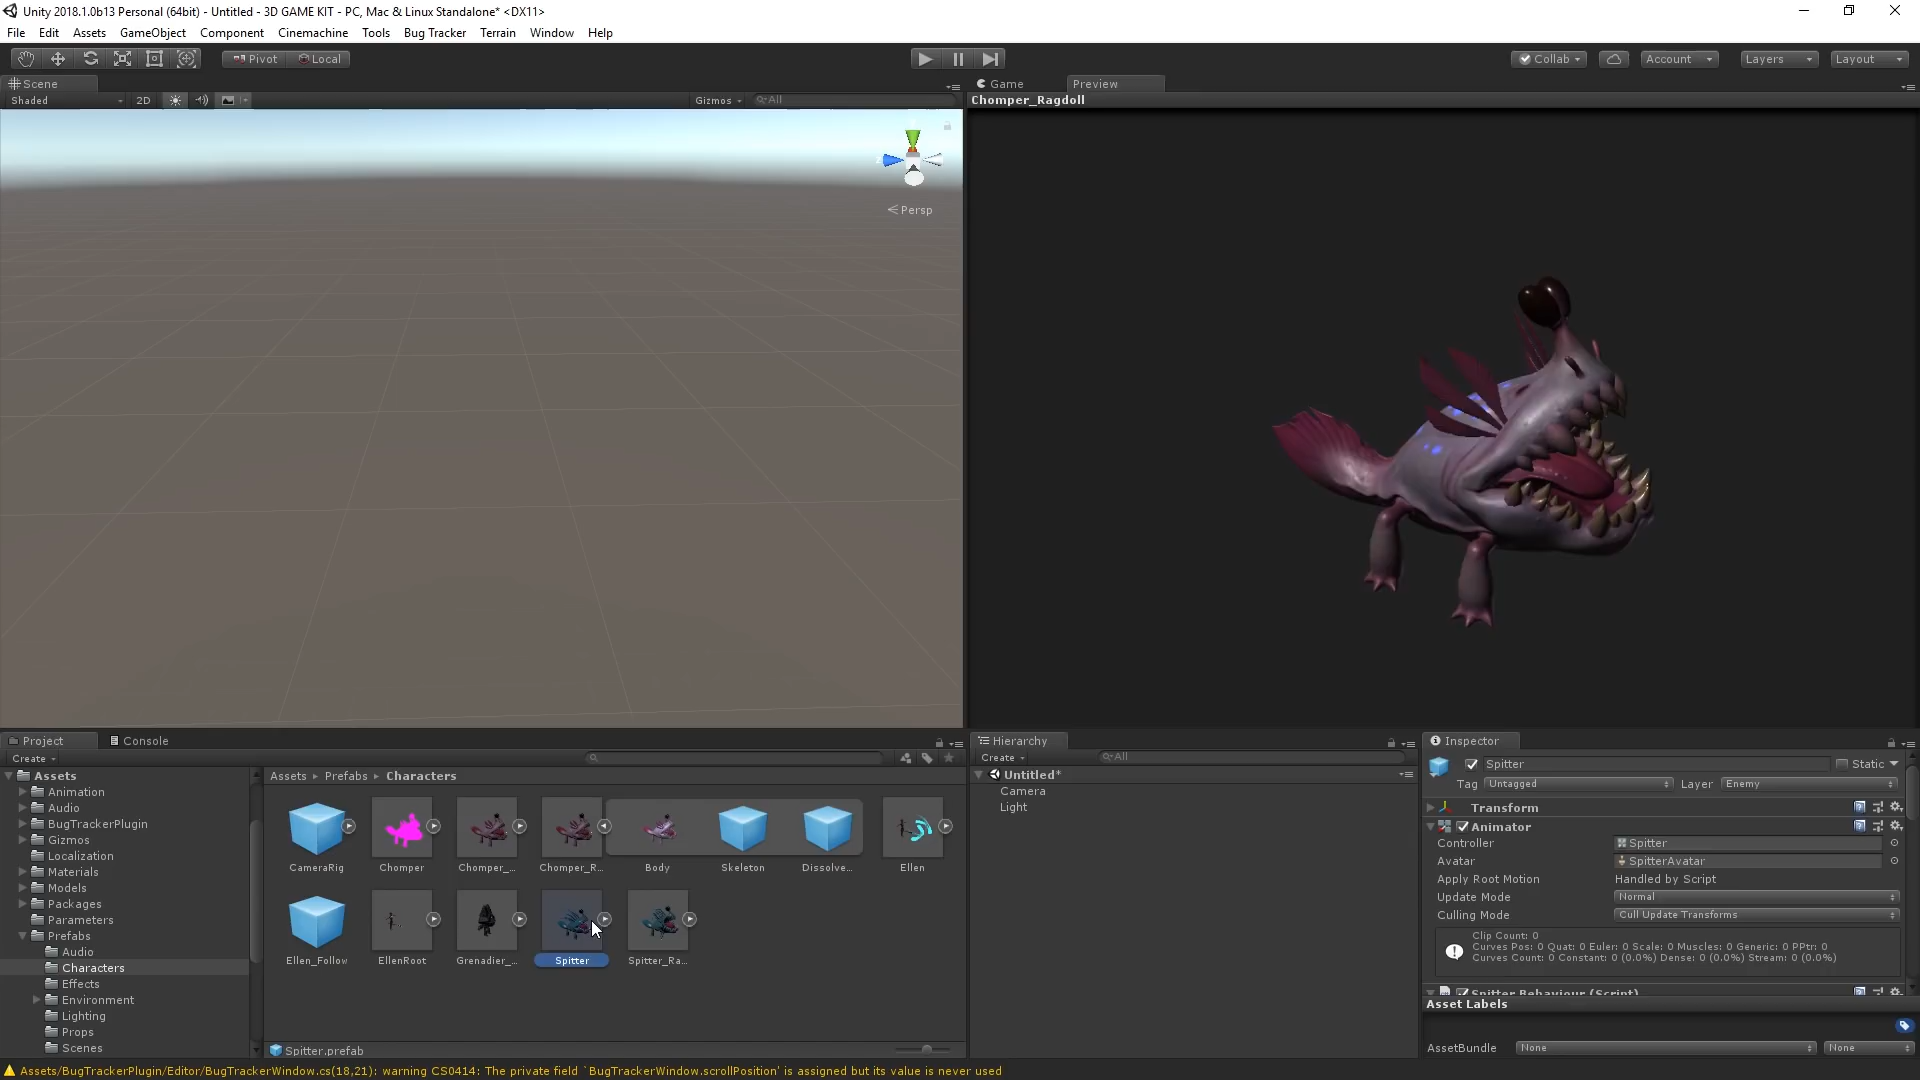 Unity 2018.1.0b13 Personal (64bit) - Untitled - 3D GAME KIT - PC, Mac & Linux Standalone* <DX11>
File Edit Assets GameObject Component Cinemachine Tools Bug Tracker Terrain Window Help
Pivot Local Collab Account Layers Layout
Scene Game Preview
Shaded 2D Gizmos All
Chomper_Ragdoll
Persp
Project Console
Create
Assets
Animation
Audio
BugTrackerPlugin
Gizmos
Localization
Materials
Models
Packages
Parameters
Prefabs
Audio
Characters
Effects
Environment
Lighting
Props
Scenes
Assets Prefabs Characters
CameraRig Chomper Chomper_... Chomper_R... Body Skeleton Dissolve... Ellen
Ellen_Follow EllenRoot Grenadier_... Spitter Spitter_Ra...
Spitter.prefab
Hierarchy
Create All
Untitled*
Camera
Light
Inspector
Spitter Static
Tag Untagged Layer Enemy
Transform
Animator
Controller Spitter
Avatar SpitterAvatar
Apply Root Motion Handled by Script
Update Mode Normal
Culling Mode Cull Update Transforms
Clip Count: 0
Curves Pos: 0 Quat: 0 Euler: 0 Scale: 0 Muscles: 0 Generic: 0 PPtr: 0
Curves Count: 0 Constant: 0 (0.0%) Dense: 0 (0.0%) Stream: 0 (0.0%)
Spitter Behaviour (Script)
Asset Labels
AssetBundle None None
Assets/BugTrackerPlugin/Editor/BugTrackerWindow.cs(18,21): warning CS0414: The private field `BugTrackerWindow.scrollPosition' is assigned but its value is never used